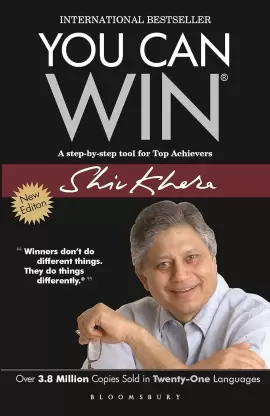 INTERNATIONAL BESTSELLER
YOU CAN
WIN®
A step-by-step tool for Top Achievers
Shiv Khera
New
Edition
“Winners don't do
different things.
They do things
differently.®”
Over 3.8 Million Copies Sold in Twenty-One Languages
BLOOMSBURY